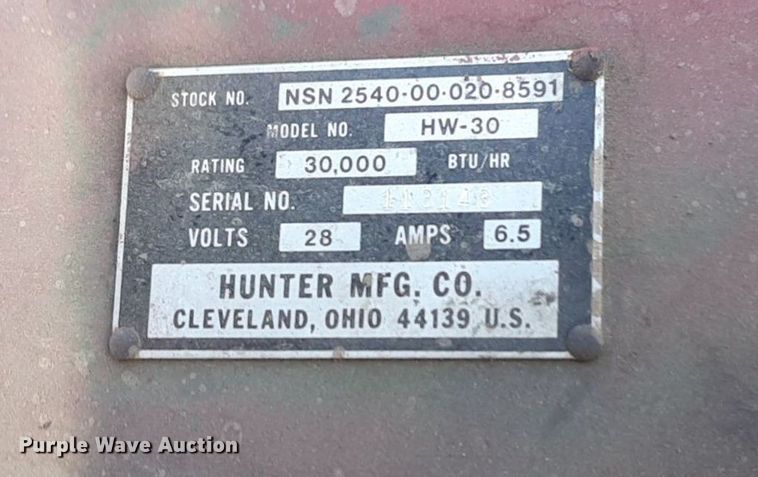 STOCK NO. NSN 2540-00-020-8591
MODEL NO. HW-30
RATING 30,000 BTU/HR
SERIAL NO.
VOLTS 28 AMPS 6.5
HUNTER MFG. CO.
CLEVELAND, OHIO 44139 U.S.
Purple Wave Auction